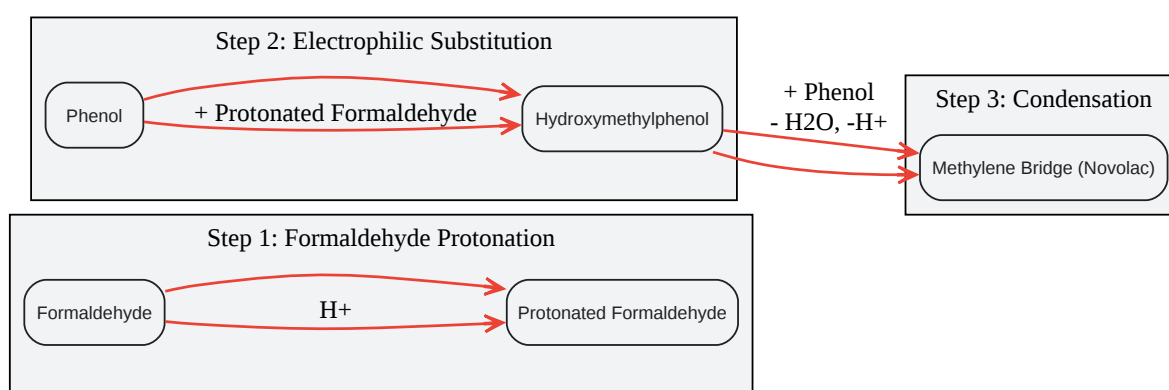 Step 2: Electrophilic Substitution
Phenol
+ Protonated Formaldehyde
Hydroxymethylphenol
+ Phenol
- H2O, -H+
Step 3: Condensation
Methylene Bridge (Novolac)
Step 1: Formaldehyde Protonation
Formaldehyde
H+
Protonated Formaldehyde